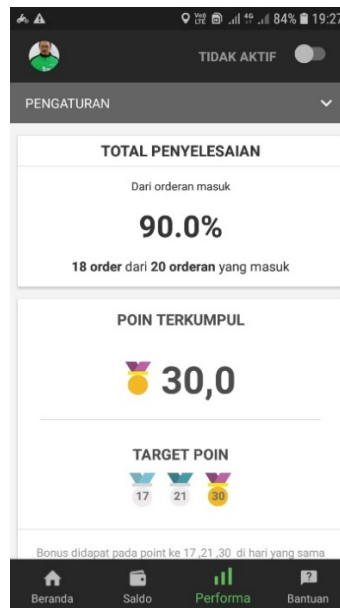 84% 19:27
TIDAK AKTIF
PENGATURAN
TOTAL PENYELESAIAN
Dari orderan masuk
90.0%
18 order dari 20 orderan yang masuk
POIN TERKUMPUL
30,0
TARGET POIN
17 21 30
Bonus didapat pada point ke 17 ,21 ,30 di hari yang sama
Beranda Saldo Performa Bantuan